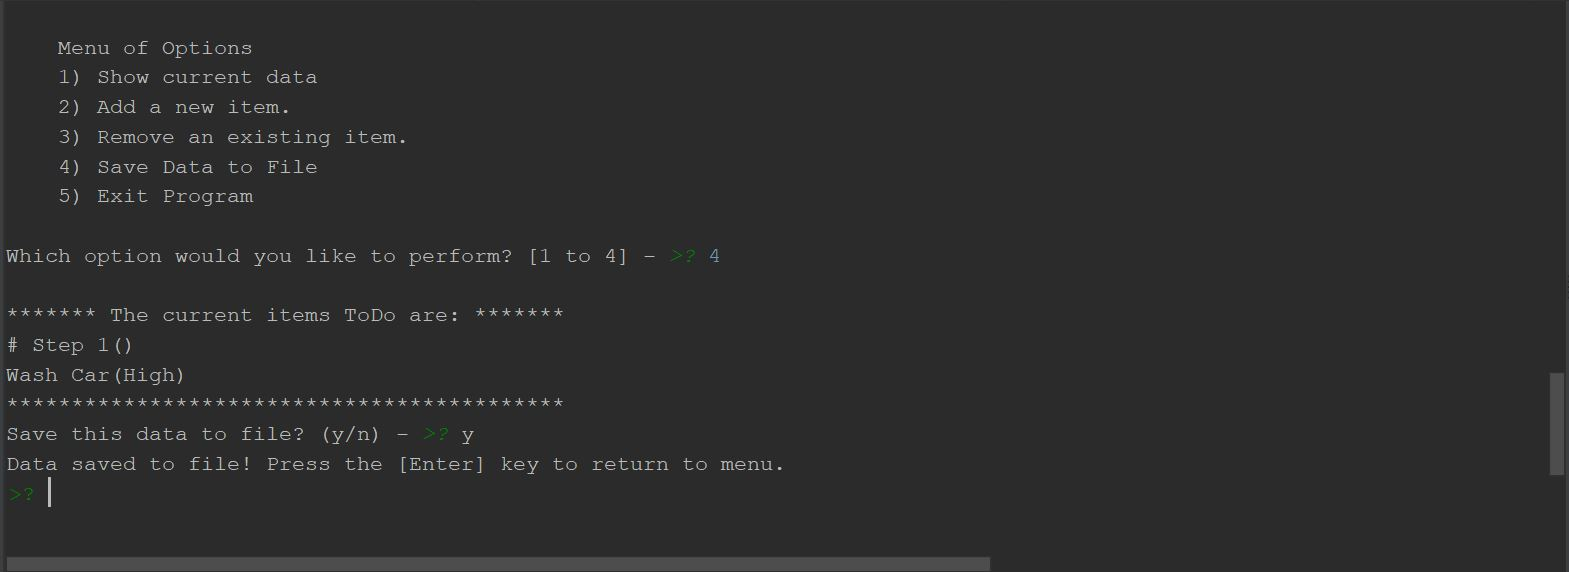 Menu of Options
1) Show current data
2) Add a new item.
3) Remove an existing item.
4) Save Data to File
5) Exit Program
Which option would you like to perform? [1 to 4] - >? 4
******* The current items ToDo are: *******
# Step 1()
Wash Car(High)
*******************************************
Save this data to file? (y/n) - >? y
Data saved to file! Press the [Enter] key to return to menu.
>?